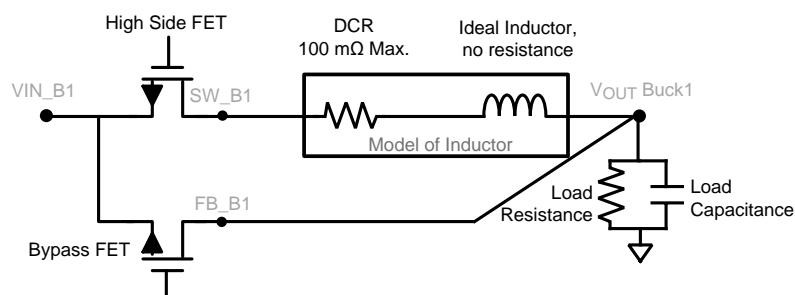 High Side FET
DCR
100 mΩ Max.
Ideal Inductor,
no resistance
VIN_B1
SW_B1
VOUT Buck1
Model of Inductor
FB_B1
Load
Resistance
Load
Capacitance
Bypass FET